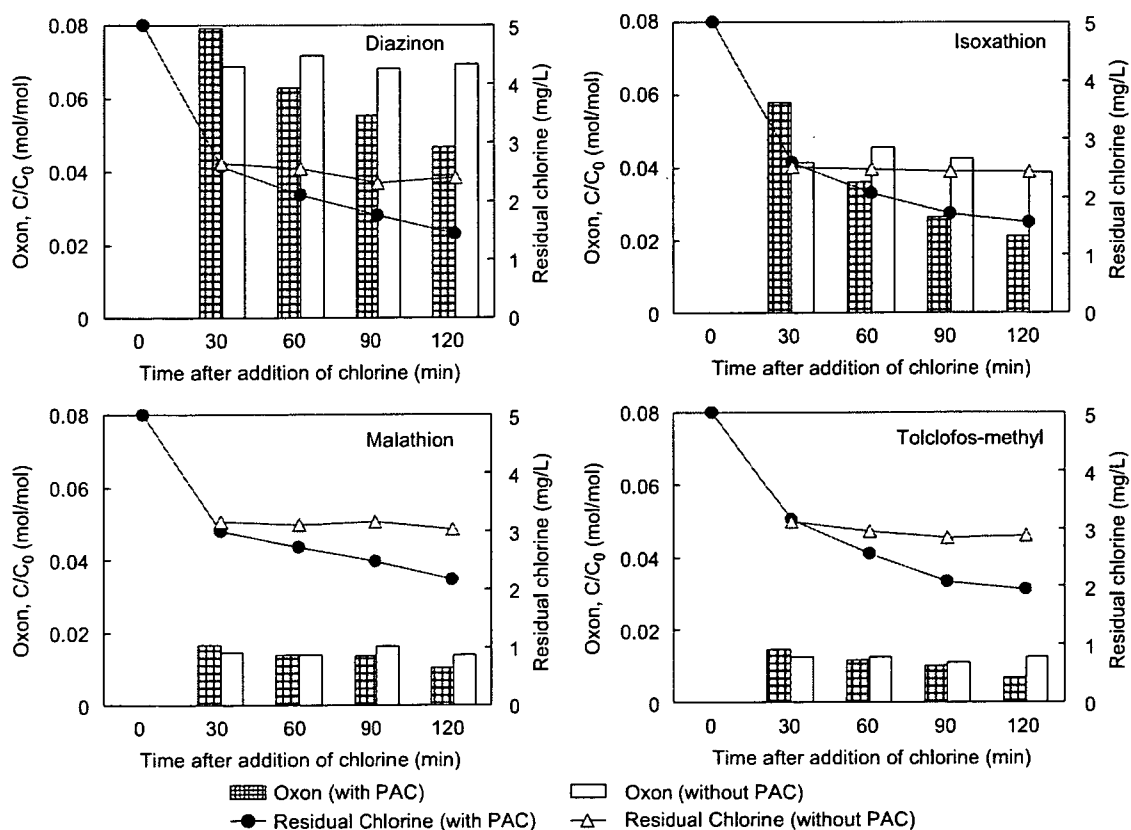 Diazinon
Oxon, C/C0 (mol/mol)
0.08
0.06
0.04
0.02
0
5
4
3
2
1
0
Residual chlorine (mg/L)
0 30 60 90 120
Time after addition of chlorine (min)
Isoxathion
Oxon, C/C0 (mol/mol)
0.08
0.06
0.04
0.02
0
5
4
3
2
1
0
Residual chlorine (mg/L)
0 30 60 90 120
Time after addition of chlorine (min)
Malathion
Oxon, C/C0 (mol/mol)
0.08
0.06
0.04
0.02
0
5
4
3
2
1
0
Residual chlorine (mg/L)
0 30 60 90 120
Time after addition of chlorine (min)
Tolclofos-methyl
Oxon, C/C0 (mol/mol)
0.08
0.06
0.04
0.02
0
5
4
3
2
1
0
Residual chlorine (mg/L)
0 30 60 90 120
Time after addition of chlorine (min)
Oxon (with PAC) Oxon (without PAC)
Residual Chlorine (with PAC) Residual Chlorine (without PAC)